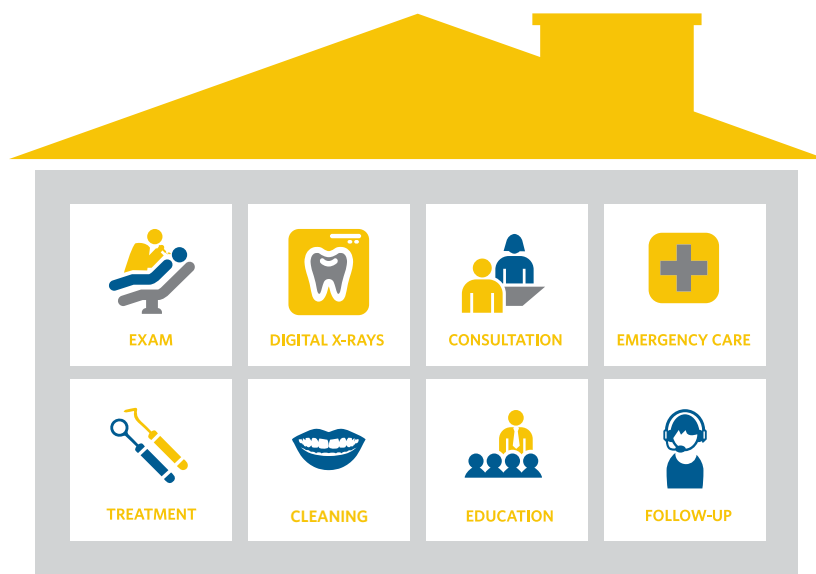 EXAM
DIGITAL X-RAYS
CONSULTATION
EMERGENCY CARE
TREATMENT
CLEANING
EDUCATION
FOLLOW-UP